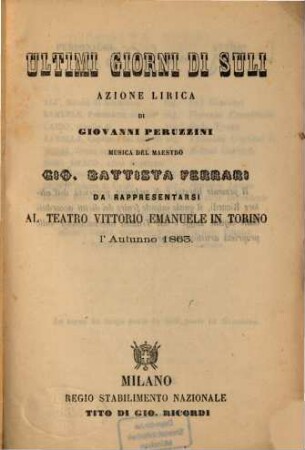 ULTIMI GIORNI DI SULI
AZIONE LIRICA
DI
GIOVANNI PERUZZINI
MUSICA DEL MAESTRO
GIO. BATTISTA FERRARI
DA RAPPRESENTARSI
AL TEATRO VITTORIO EMANUELE IN TORINO
l'Autunno 1863.
MILANO
REGIO STABILIMENTO NAZIONALE
TITO DI GIO. RICORDI